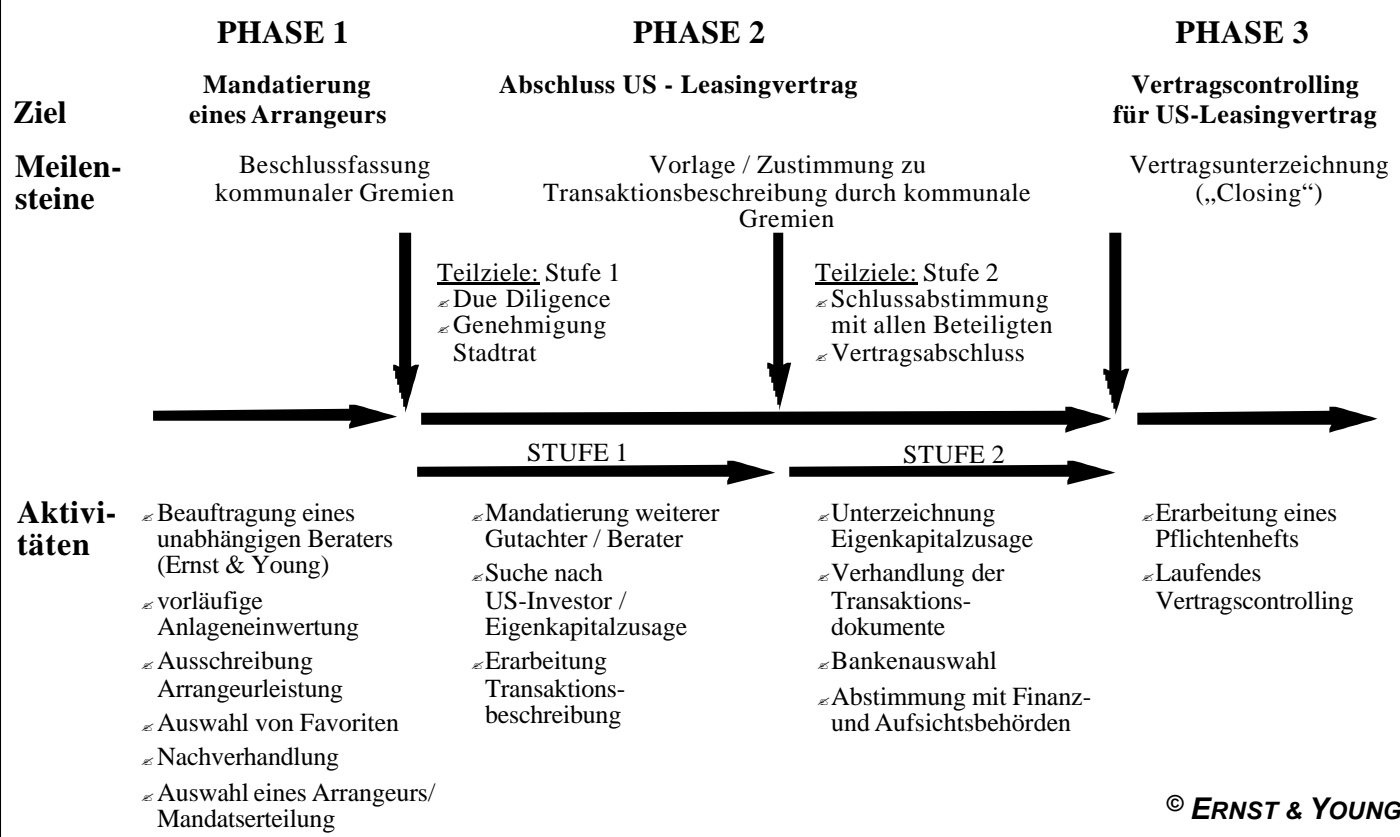 PHASE 1
PHASE 2
PHASE 3
Ziel
Mandatierung
eines Arrangeurs
Abschluss US - Leasingvertrag
Vertragscontrolling
für US-Leasingvertrag
Meilen-
steine
Beschlussfassung
kommunaler Gremien
Vorlage / Zustimmung zu
Transaktionsbeschreibung durch kommunale
Gremien
Vertragsunterzeichnung
(„Closing“)
Teilziele: Stufe 1
Due Diligence
Genehmigung
Stadtrat
Teilziele: Stufe 2
Schlussabstimmung
mit allen Beteiligten
Vertragsabschluss
STUFE 1
STUFE 2
Aktivi-
täten
Beauftragung eines
unabhängigen Beraters
(Ernst & Young)
vorläufige
Anlageneinwertung
Ausschreibung
Arrangeurleistung
Auswahl von Favoriten
Nachverhandlung
Auswahl eines Arrangeurs/
Mandatserteilung
Mandatierung weiterer
Gutachter / Berater
Suche nach
US-Investor /
Eigenkapitalzusage
Erarbeitung
Transaktions-
beschreibung
Unterzeichnung
Eigenkapitalzusage
Verhandlung der
Transaktions-
dokumente
Bankenauswahl
Abstimmung mit Finanz-
und Aufsichtsbehörden
Erarbeitung eines
Pflichtenhefts
Laufendes
Vertragscontrolling
© ERNST & YOUNG